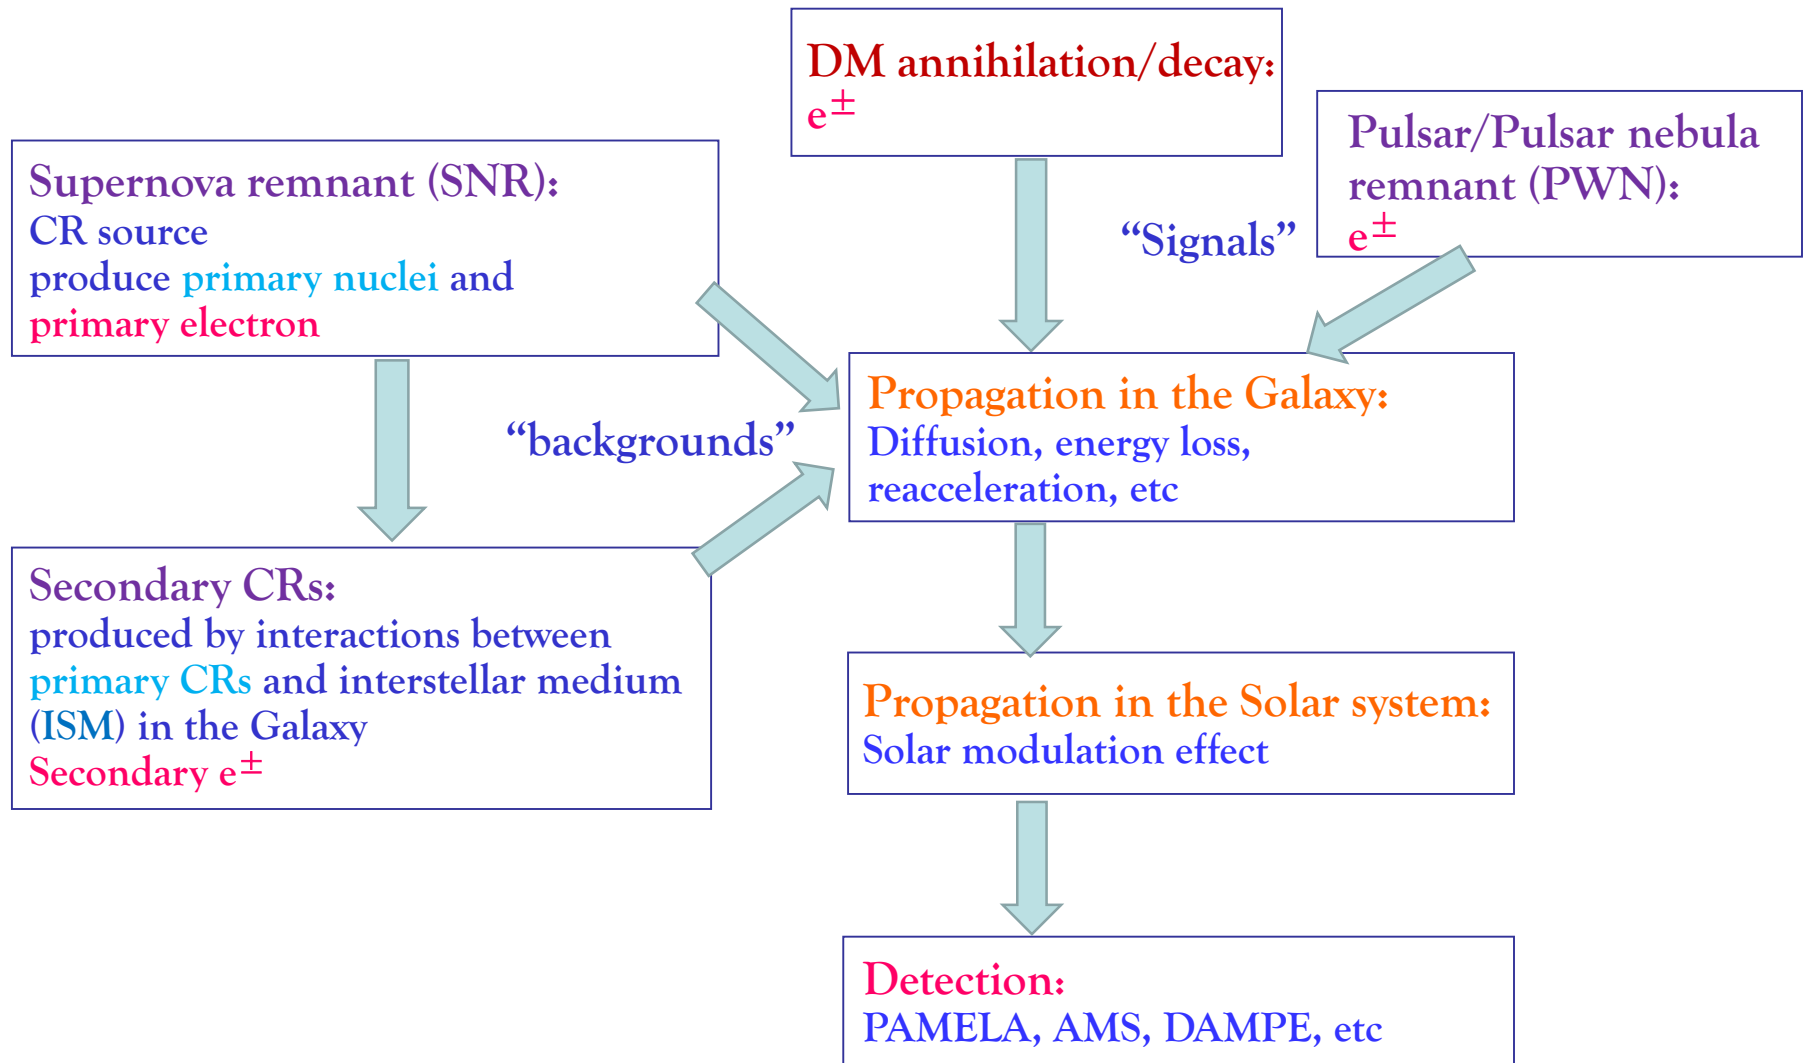 DM annihilation/decay:
e±
Pulsar/Pulsar nebula
remnant (PWN):
e±
Supernova remnant (SNR):
CR source
produce primary nuclei and
primary electron
“Signals”
“backgrounds”
Propagation in the Galaxy:
Diffusion, energy loss,
reacceleration, etc
Secondary CRs:
produced by interactions between
primary CRs and interstellar medium
(ISM) in the Galaxy
Secondary e±
Propagation in the Solar system:
Solar modulation effect
Detection:
PAMELA, AMS, DAMPE, etc